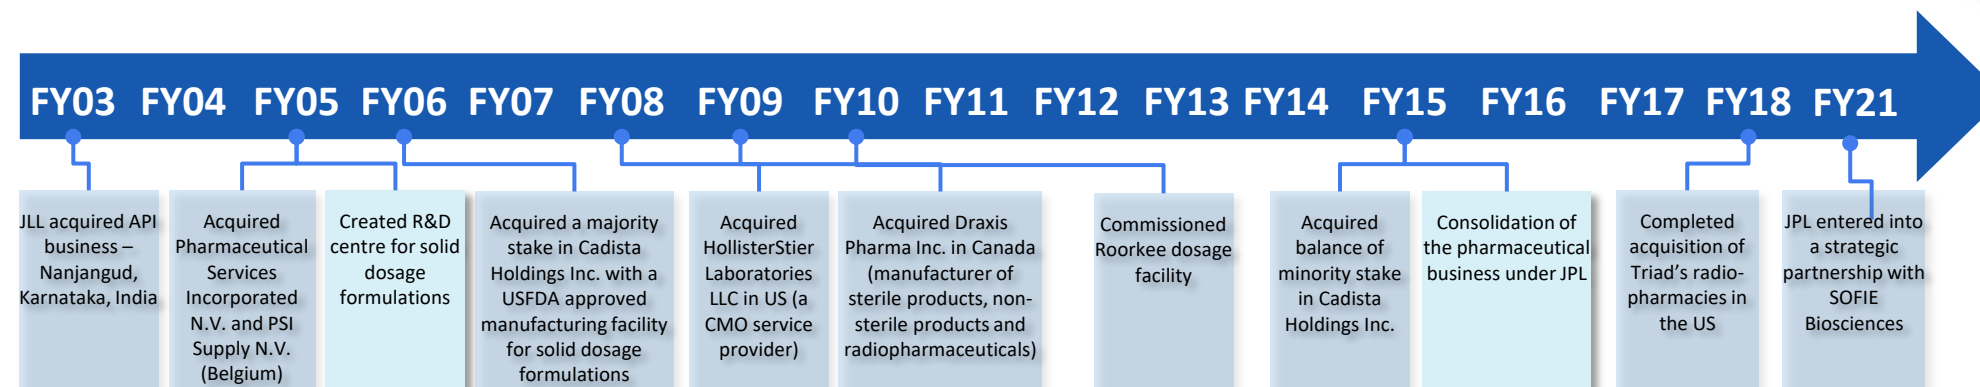 FY03 FY04 FY05 FY06 FY07 FY08 FY09 FY10 FY11 FY12 FY13 FY14 FY15 FY16 FY17 FY18 FY21
JLL acquired API
business –
Nanjangud,
Karnataka, India
Acquired
Pharmaceutical
Services
Incorporated
N.V. and PSI
Supply N.V.
(Belgium)
Created R&D
centre for solid
dosage
formulations
Acquired a majority
stake in Cadista
Holdings Inc. with a
USFDA approved
manufacturing facility
for solid dosage
formulations
Acquired
HollisterStier
Laboratories
LLC in US (a
CMO service
provider)
Acquired Draxis
Pharma Inc. in Canada
(manufacturer of
sterile products, non-
sterile products and
radiopharmaceuticals)
Commissioned
Roorkee dosage
facility
Acquired
balance of
minority stake
in Cadista
Holdings Inc.
Consolidation of
the pharmaceutical
business under JPL
Completed
acquisition of
Triad's radio-
pharmacies in
the US
JPL entered into
a strategic
partnership with
SOFIE
Biosciences